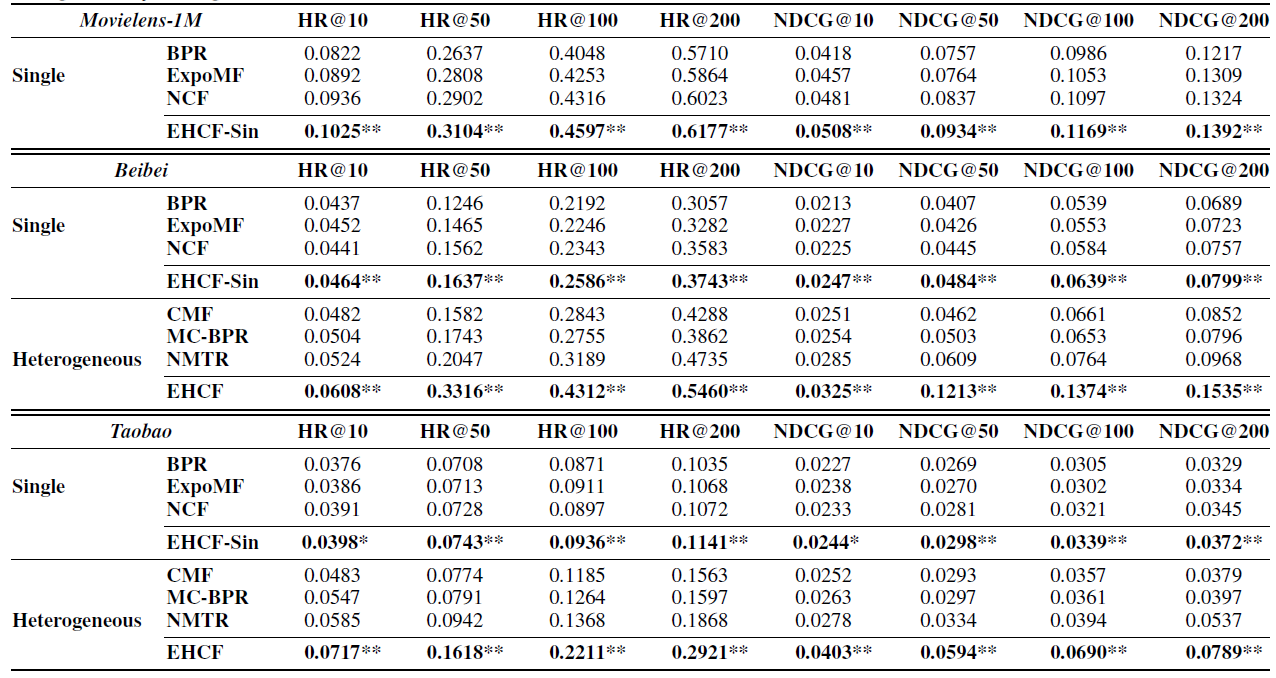 Movielens-1M HR@10 HR@50 HR@100 HR@200 NDCG@10 NDCG@50 NDCG@100 NDCG@200
BPR 0.0822 0.2637 0.4048 0.5710 0.0418 0.0757 0.0986 0.1217
Single ExpoMF 0.0892 0.2808 0.4253 0.5864 0.0457 0.0764 0.1053 0.1309
NCF 0.0936 0.2902 0.4316 0.6023 0.0481 0.0837 0.1097 0.1324
EHCF-Sin 0.1025** 0.3104** 0.4597** 0.6177** 0.0508** 0.0934** 0.1169** 0.1392**
Beibei HR@10 HR@50 HR@100 HR@200 NDCG@10 NDCG@50 NDCG@100 NDCG@200
BPR 0.0437 0.1246 0.2192 0.3057 0.0213 0.0407 0.0539 0.0689
Single ExpoMF 0.0452 0.1465 0.2246 0.3282 0.0227 0.0426 0.0553 0.0723
NCF 0.0441 0.1562 0.2343 0.3583 0.0225 0.0445 0.0584 0.0757
EHCF-Sin 0.0464** 0.1637** 0.2586** 0.3743** 0.0247** 0.0484** 0.0639** 0.0799**
CMF 0.0482 0.1582 0.2843 0.4288 0.0251 0.0462 0.0661 0.0852
MC-BPR 0.0504 0.1743 0.2755 0.3862 0.0254 0.0503 0.0653 0.0796
Heterogeneous NMTR 0.0524 0.2047 0.3189 0.4735 0.0285 0.0609 0.0764 0.0968
EHCF 0.0608** 0.3316** 0.4312** 0.5460** 0.0325** 0.1213** 0.1374** 0.1535**
Taobao HR@10 HR@50 HR@100 HR@200 NDCG@10 NDCG@50 NDCG@100 NDCG@200
BPR 0.0376 0.0708 0.0871 0.1035 0.0227 0.0269 0.0305 0.0329
Single ExpoMF 0.0386 0.0713 0.0911 0.1068 0.0238 0.0270 0.0302 0.0334
NCF 0.0391 0.0728 0.0897 0.1072 0.0233 0.0281 0.0321 0.0345
EHCF-Sin 0.0398* 0.0743** 0.0936** 0.1141** 0.0244* 0.0298** 0.0339** 0.0372**
CMF 0.0483 0.0774 0.1185 0.1563 0.0252 0.0293 0.0357 0.0379
MC-BPR 0.0547 0.0791 0.1264 0.1597 0.0263 0.0297 0.0361 0.0397
Heterogeneous NMTR 0.0585 0.0942 0.1368 0.1868 0.0278 0.0334 0.0394 0.0537
EHCF 0.0717** 0.1618** 0.2211** 0.2921** 0.0403** 0.0594** 0.0690** 0.0789**